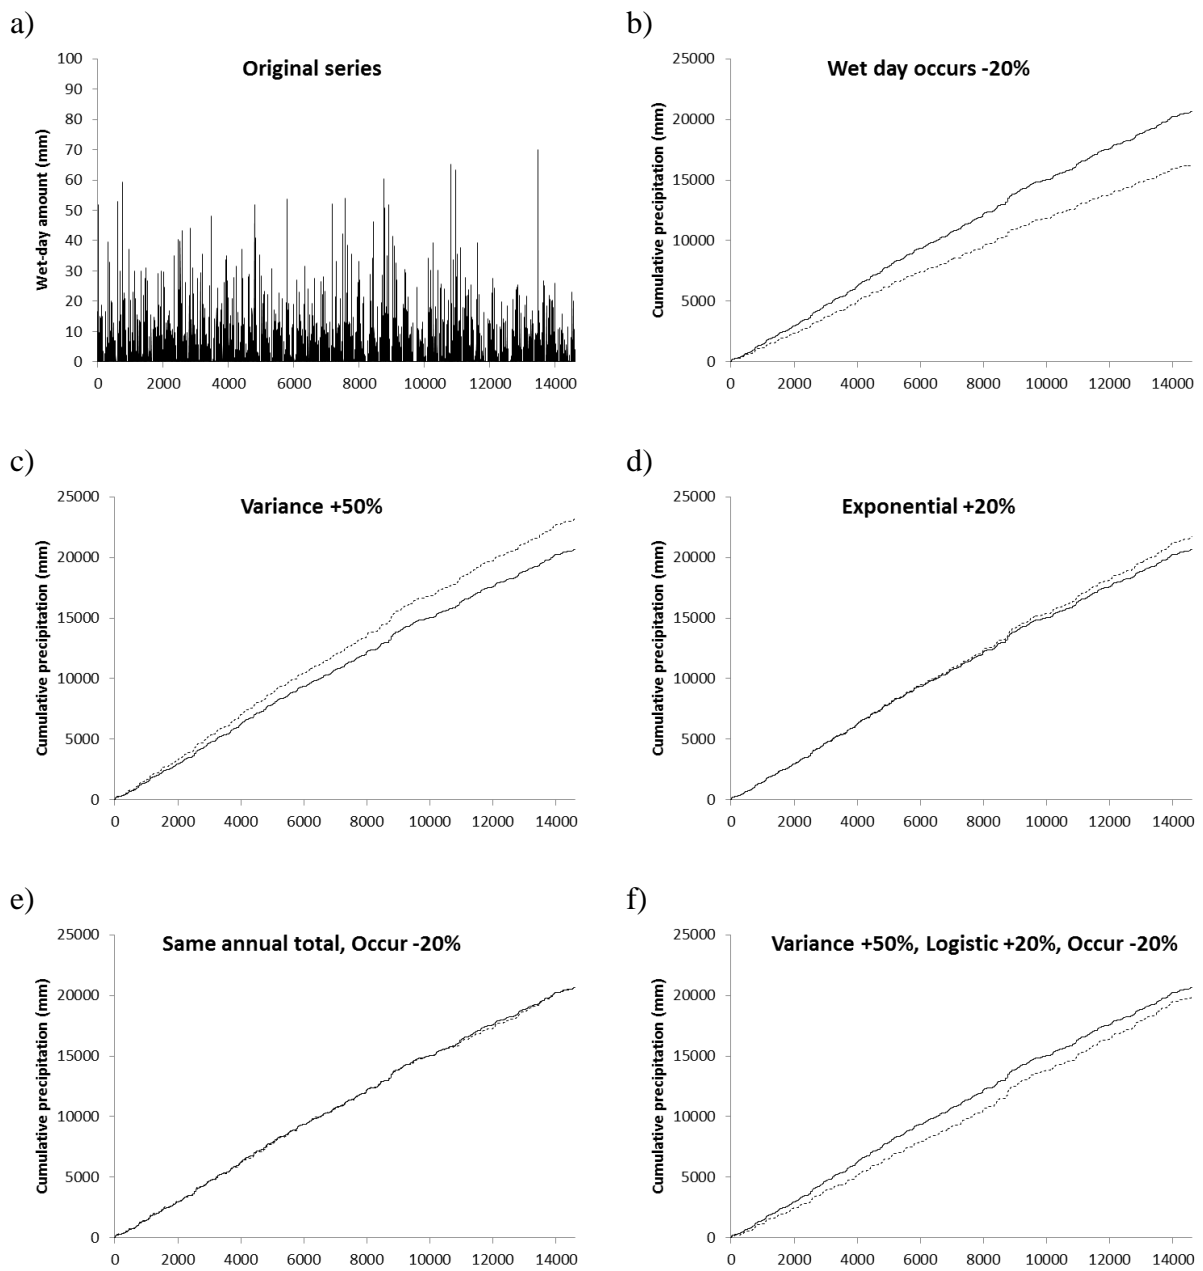 a)
Original series
Wet-day amount (mm)
100
90
80
70
60
50
40
30
20
10
0
0 2000 4000 6000 8000 10000 12000 14000
b)
Wet day occurs -20%
Cumulative precipitation (mm)
25000
20000
15000
10000
5000
0
0 2000 4000 6000 8000 10000 12000 14000
c)
Variance +50%
Cumulative precipitation (mm)
25000
20000
15000
10000
5000
0
0 2000 4000 6000 8000 10000 12000 14000
d)
Exponential +20%
Cumulative precipitation (mm)
25000
20000
15000
10000
5000
0
0 2000 4000 6000 8000 10000 12000 14000
e)
Same annual total, Occur -20%
Cumulative precipitation (mm)
25000
20000
15000
10000
5000
0
0 2000 4000 6000 8000 10000 12000 14000
f)
Variance +50%, Logistic +20%, Occur -20%
Cumulative precipitation (mm)
25000
20000
15000
10000
5000
0
0 2000 4000 6000 8000 10000 12000 14000